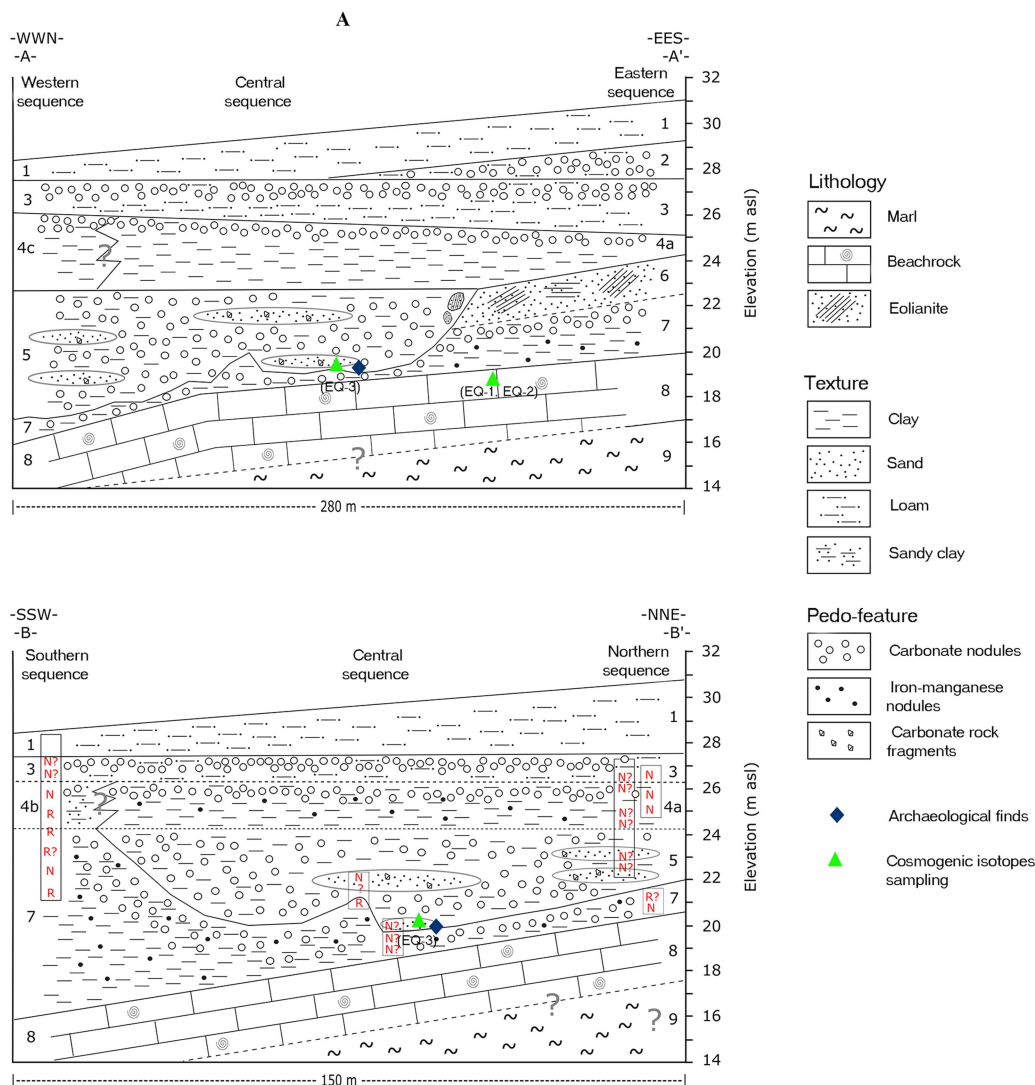 A
-WWN-
-A-
-EES-
-A'-
Western
sequence
Central
sequence
Eastern
sequence
32
30
28
26
24
22
20
18
16
14
Elevation (m asl)
1
2
1
3
3
4c
?
4a
6
7
5
(EQ-3)
(EQ-1, EQ-2)
8
7
8
?
9
280 m
-SSW-
-B-
-NNE-
-B'-
Southern
sequence
Central
sequence
Northern
sequence
32
30
28
26
24
22
20
18
16
14
Elevation (m asl)
1
1
3
N?
N?
N
R
R
R?
N
R
4b
?
3
N?
N?
N?
N?
N?
N?
N
N
N
4a
5
N
?
R
7
R?
N
7
N?
N?
N?
(EQ-3)
8
8
?
?
9
150 m
Lithology
Marl
Beachrock
Eolianite
Texture
Clay
Sand
Loam
Sandy clay
Pedo-feature
Carbonate nodules
Iron-manganese
nodules
Carbonate rock
fragments
Archaeological finds
Cosmogenic isotopes
sampling